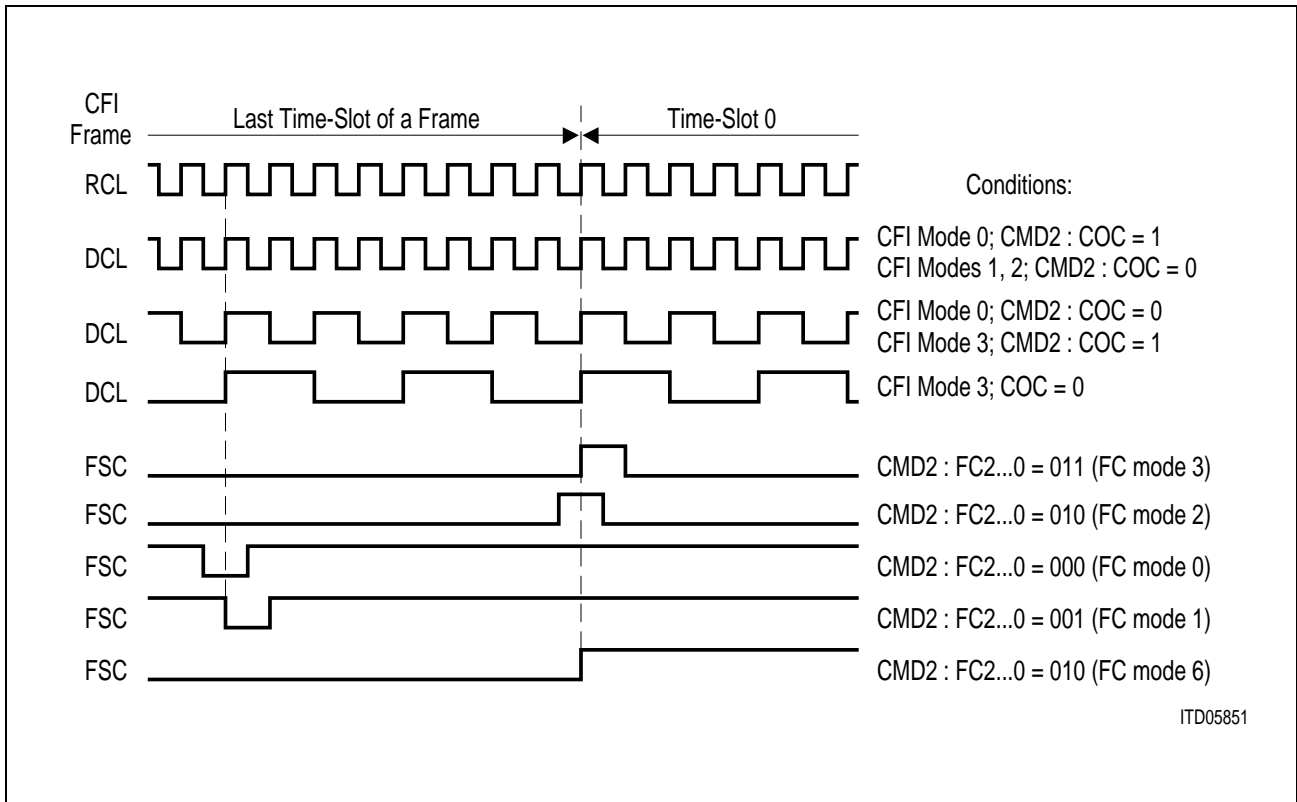 CFI
Frame
Last Time-Slot of a Frame
Time-Slot 0
RCL
Conditions:
DCL
CFI Mode 0; CMD2 : COC = 1
CFI Modes 1, 2; CMD2 : COC = 0
DCL
CFI Mode 0; CMD2 : COC = 0
CFI Mode 3; CMD2 : COC = 1
DCL
CFI Mode 3; COC = 0
FSC
CMD2 : FC2...0 = 011 (FC mode 3)
FSC
CMD2 : FC2...0 = 010 (FC mode 2)
FSC
CMD2 : FC2...0 = 000 (FC mode 0)
FSC
CMD2 : FC2...0 = 001 (FC mode 1)
FSC
CMD2 : FC2...0 = 010 (FC mode 6)
ITD05851